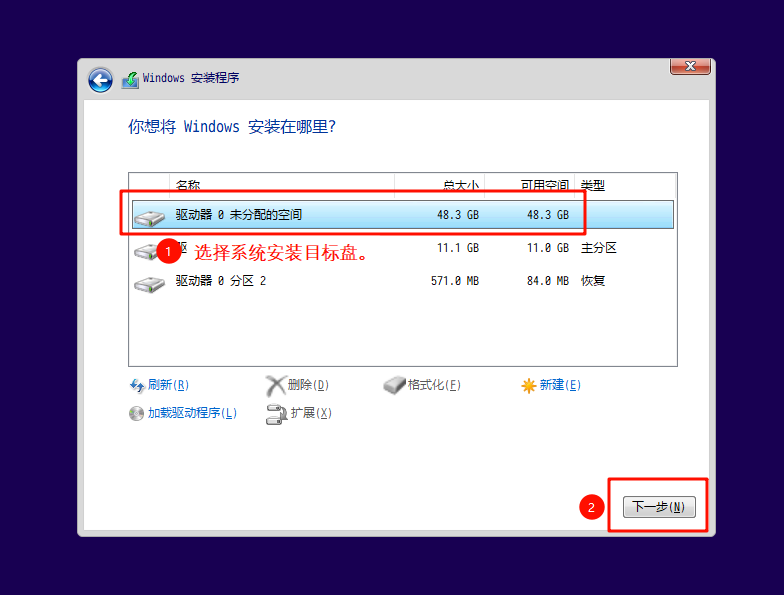 Windows 安装程序
你想将 Windows 安装在哪里?
名称 总大小 可用空间 类型
驱动器 0 未分配的空间 48.3 GB 48.3 GB
驱 11.1 GB 11.0 GB 主分区
1 选择系统安装目标盘。
驱动器 0 分区 2 571.0 MB 84.0 MB 恢复
刷新(R) 删除(D) 格式化(F) 新建(E)
加载驱动程序(L) 扩展(X)
2 下一步(N)